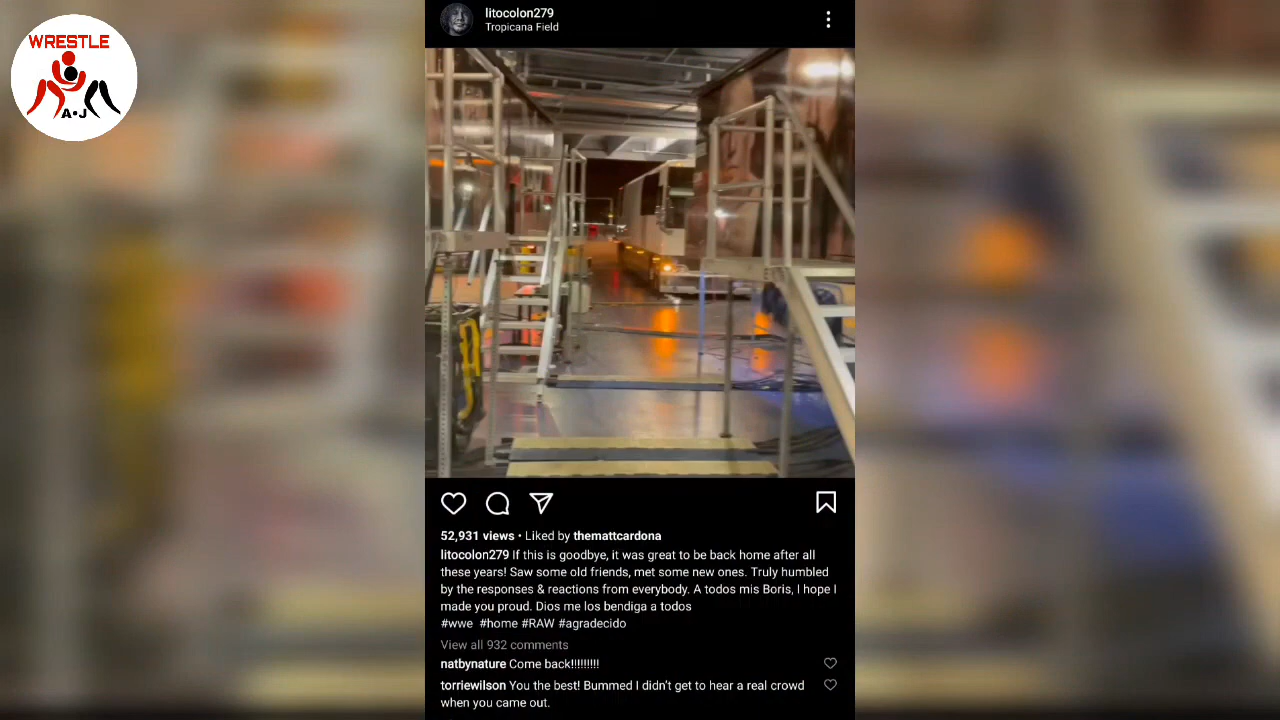 WRESTLE
A•J
litocolon279
Tropicana Field
52,931 views • Liked by themattcardona
litocolon279 If this is goodbye, it was great to be back home after all
these years! Saw some old friends, met some new ones. Truly humbled
by the responses & reactions from everybody. A todos mis Boris, I hope I
made you proud. Dios me los bendiga a todos
#wwe #home #RAW #agradecido
View all 932 comments
natbynature Come back!!!!!!!!!
torriewilson You the best! Bummed I didn't get to hear a real crowd
when you came out.